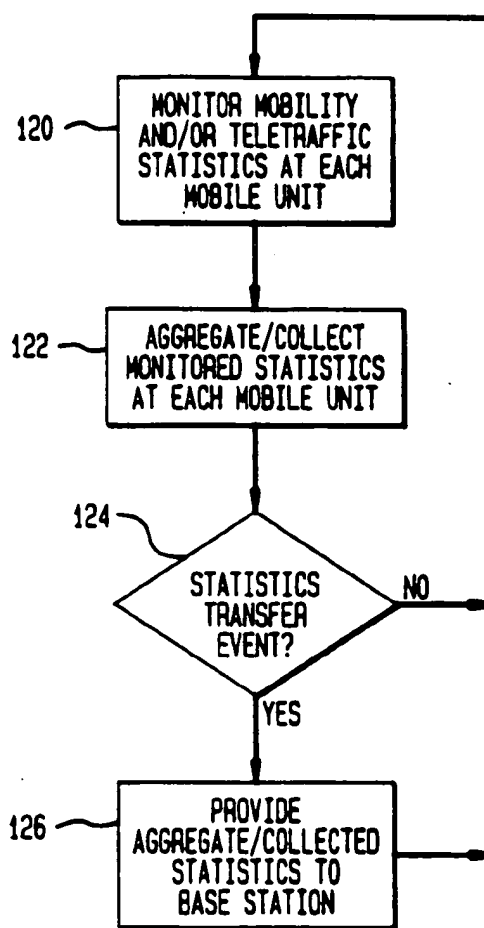 120
MONITOR MOBILITY
AND/OR TELETRAFFIC
STATISTICS AT EACH
MOBILE UNIT
122
AGGREGATE/COLLECT
MONITORED STATISTICS
AT EACH MOBILE UNIT
124
STATISTICS
TRANSFER
EVENT?
NO
YES
126
PROVIDE
AGGREGATE/COLLECTED
STATISTICS TO
BASE STATION